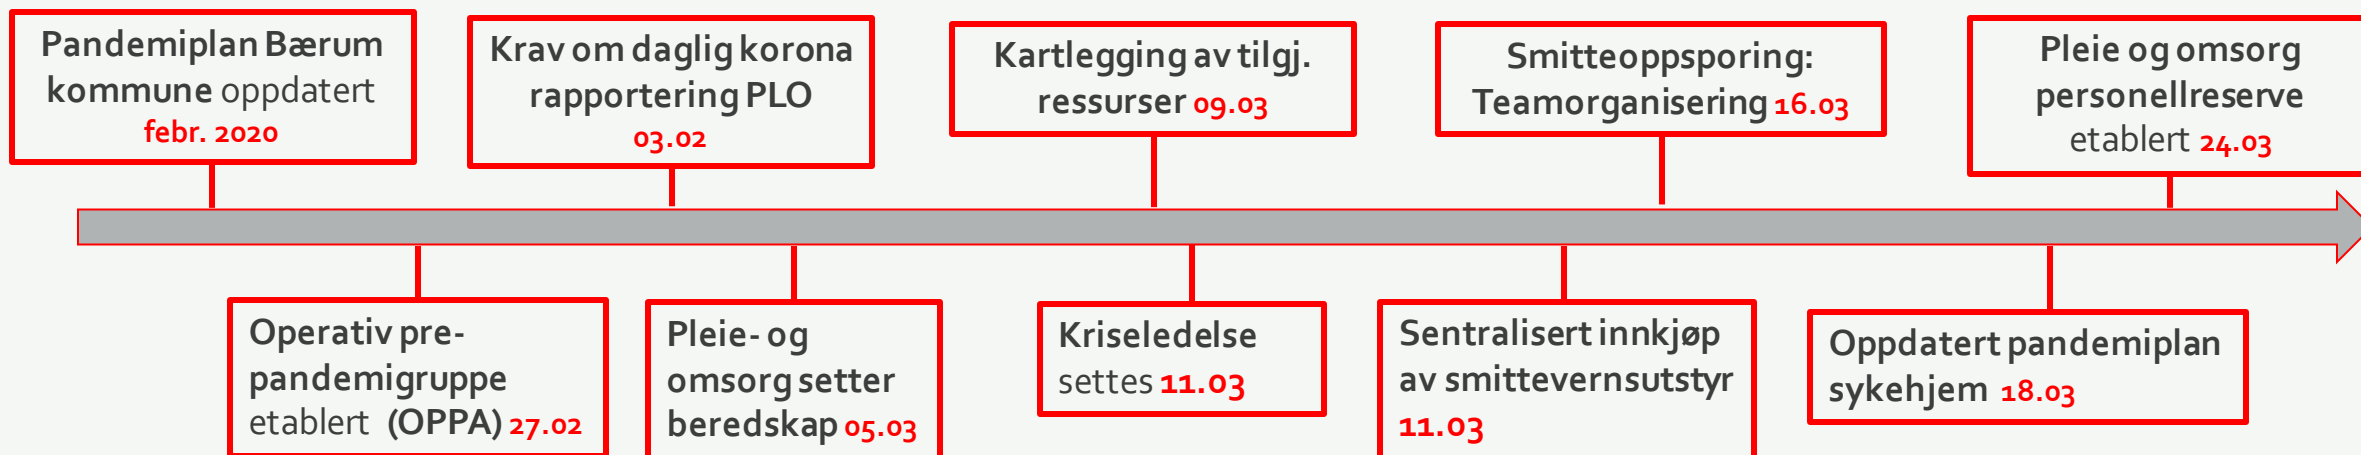 Pandemiplan Bærum
kommune oppdatert
febr. 2020
Krav om daglig korona
rapportering PLO
03.02
Kartlegging av tilgj.
ressurser 09.03
Smitteoppsporing:
Teamorganisering 16.03
Pleie og omsorg
personellreserve
etablert 24.03
Operativ pre-
pandemigruppe
etablert (OPPA) 27.02
Pleie- og
omsorg setter
beredskap 05.03
Kriseledelse
settes 11.03
Sentralisert innkjøp
av smittevernsutstyr
11.03
Oppdatert pandemiplan
sykehjem 18.03